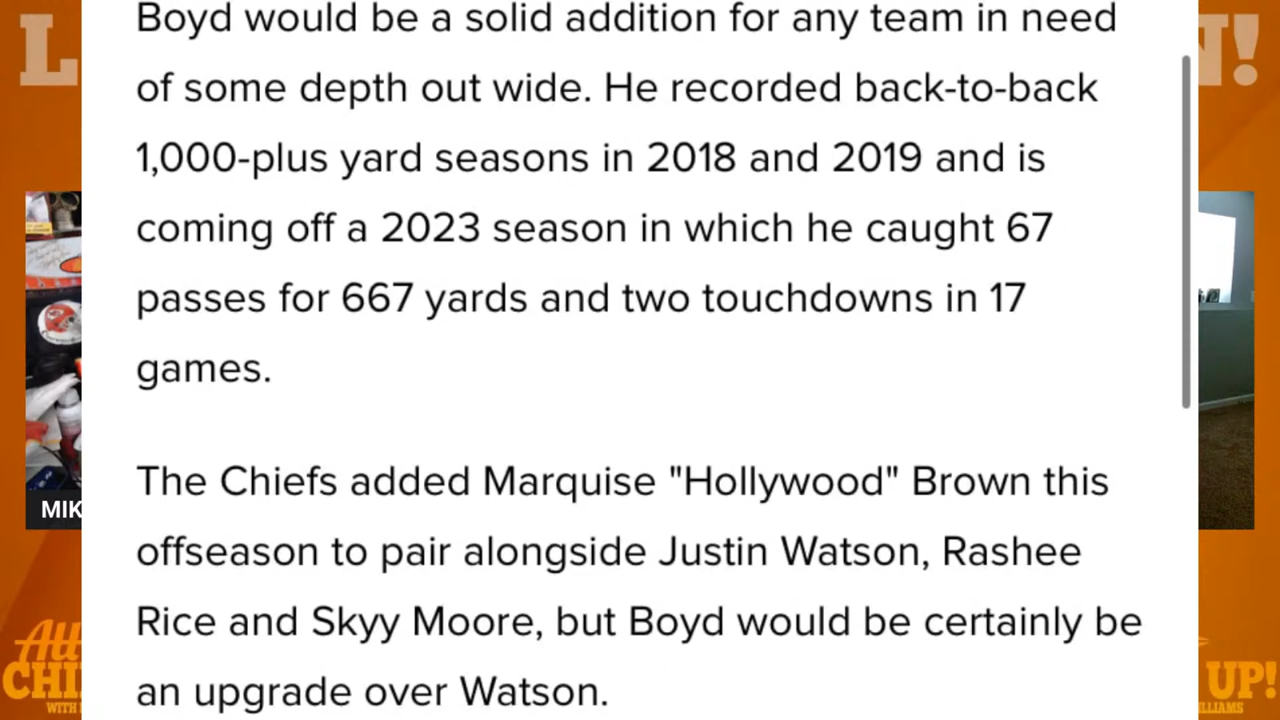 L
N!
Boyd would be a solid addition for any team in need
of some depth out wide. He recorded back-to-back
1,000-plus yard seasons in 2018 and 2019 and is
coming off a 2023 season in which he caught 67
passes for 667 yards and two touchdowns in 17
games.
The Chiefs added Marquise "Hollywood" Brown this
offseason to pair alongside Justin Watson, Rashee
Rice and Skyy Moore, but Boyd would be certainly be
an upgrade over Watson.
MIK
CHI
WITH
UP!
LLIAMS